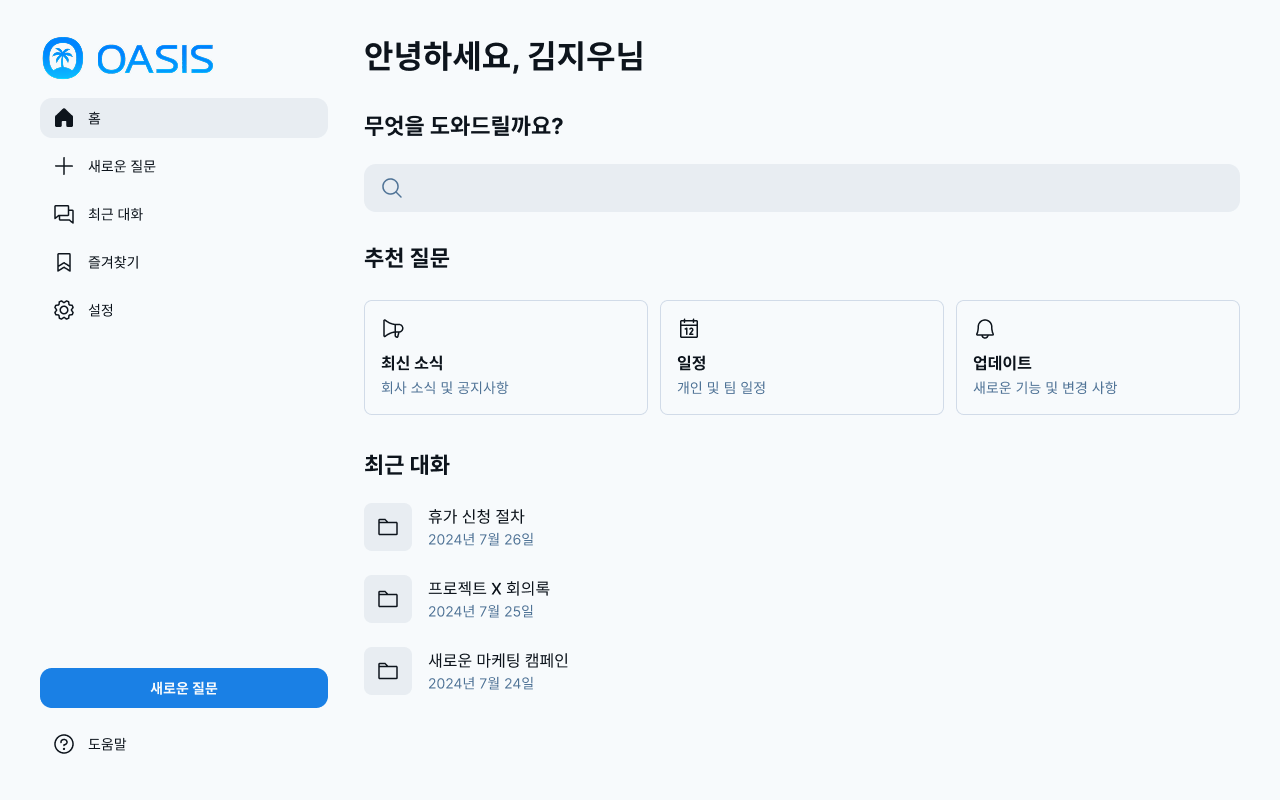 OASIS
홈
새로운 질문
최근 대화
즐겨찾기
설정
새로운 질문
도움말
안녕하세요, 김지우님
무엇을 도와드릴까요?
추천 질문
최신 소식
회사 소식 및 공지사항
12
일정
개인 및 팀 일정
업데이트
새로운 기능 및 변경 사항
최근 대화
휴가 신청 절차
2024년 7월 26일
프로젝트 X 회의록
2024년 7월 25일
새로운 마케팅 캠페인
2024년 7월 24일